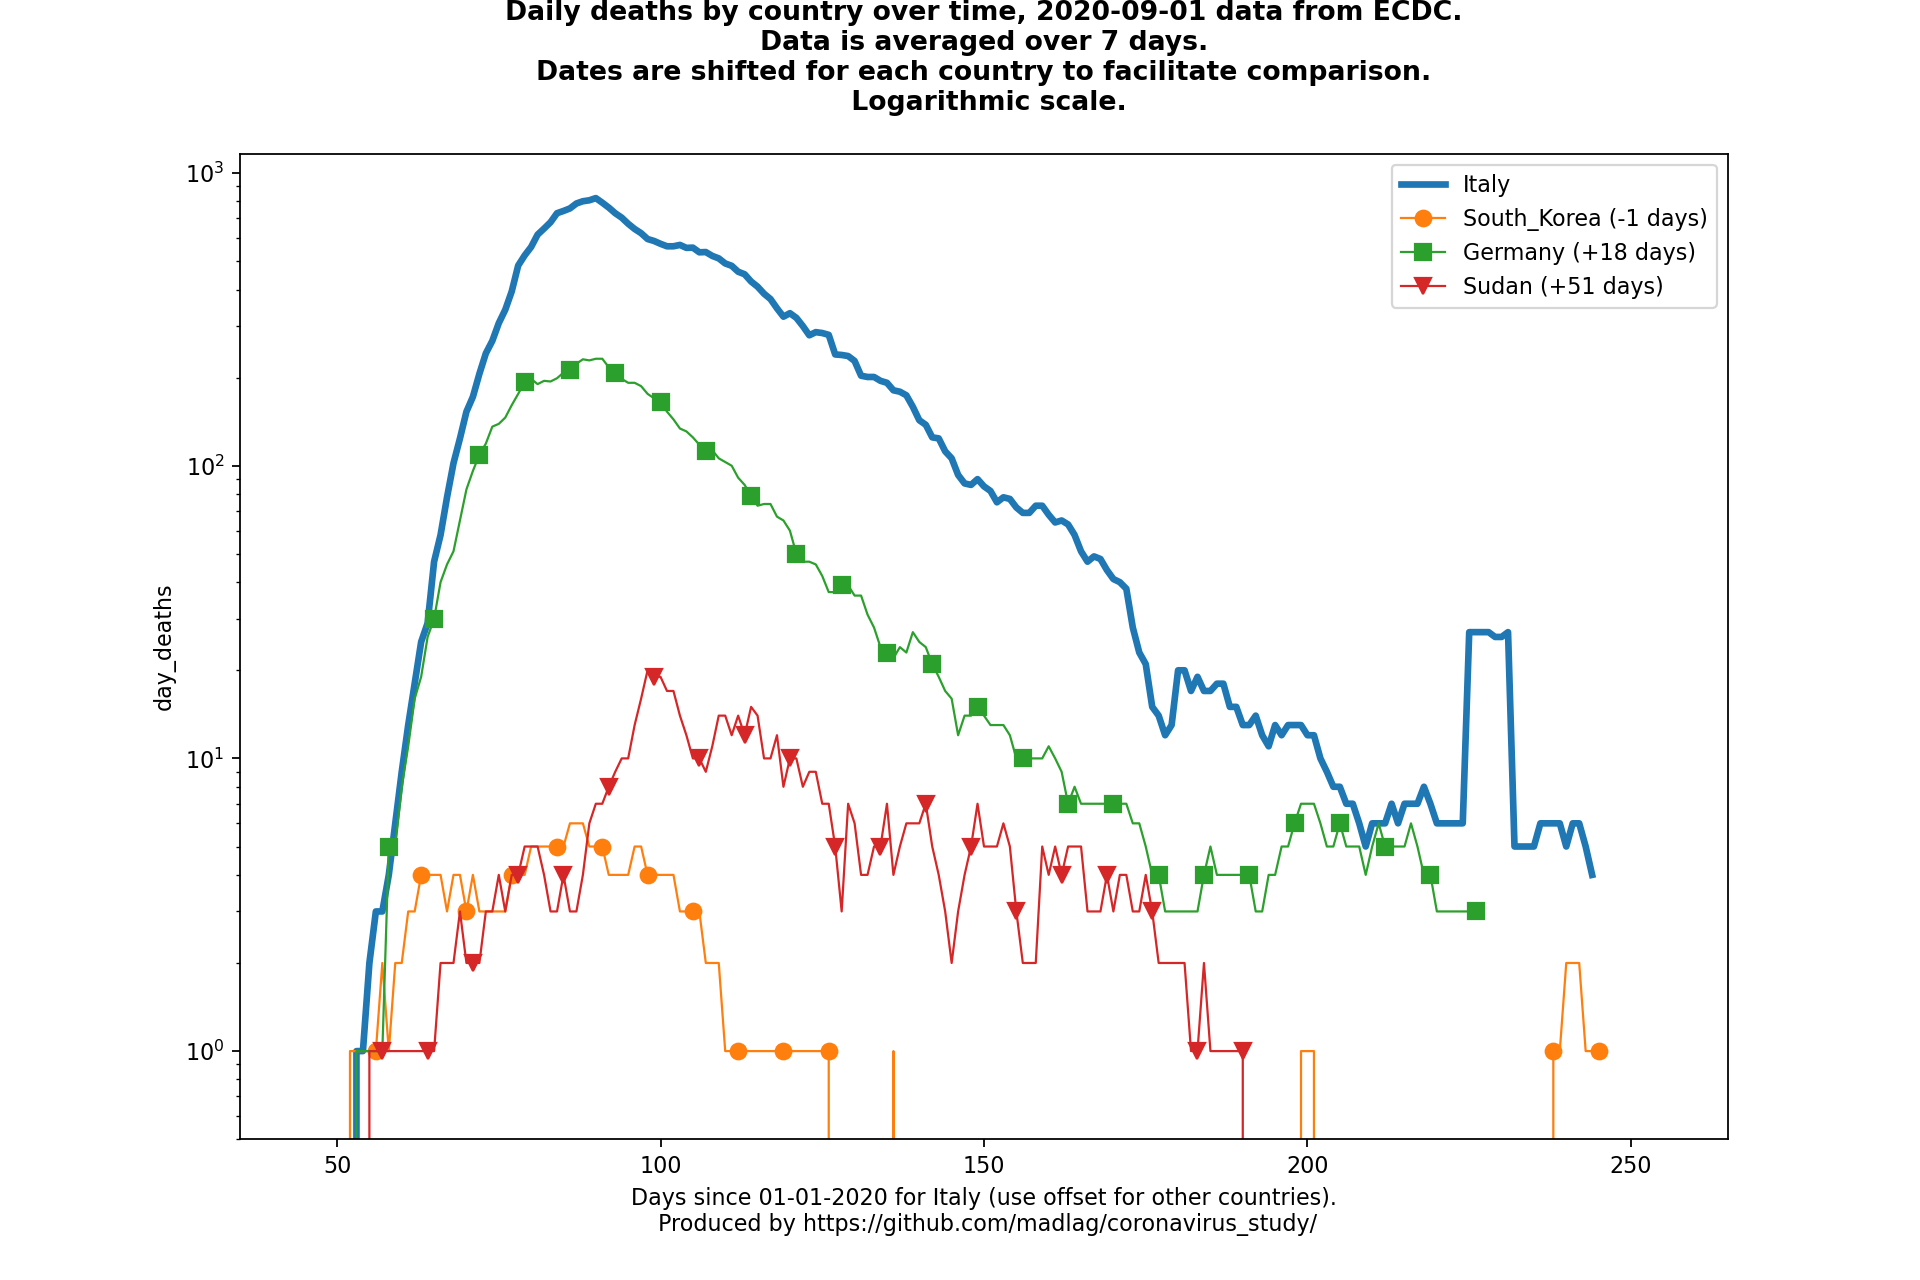 Daily deaths by country over time, 2020-09-01 data from ECDC.
Data is averaged over 7 days.
Dates are shifted for each country to facilitate comparison.
Logarithmic scale.
10³
10²
10¹
10⁰
day_deaths
Italy
South_Korea (-1 days)
Germany (+18 days)
Sudan (+51 days)
50
100
150
200
250
Days since 01-01-2020 for Italy (use offset for other countries).
Produced by https://github.com/madlag/coronavirus_study/